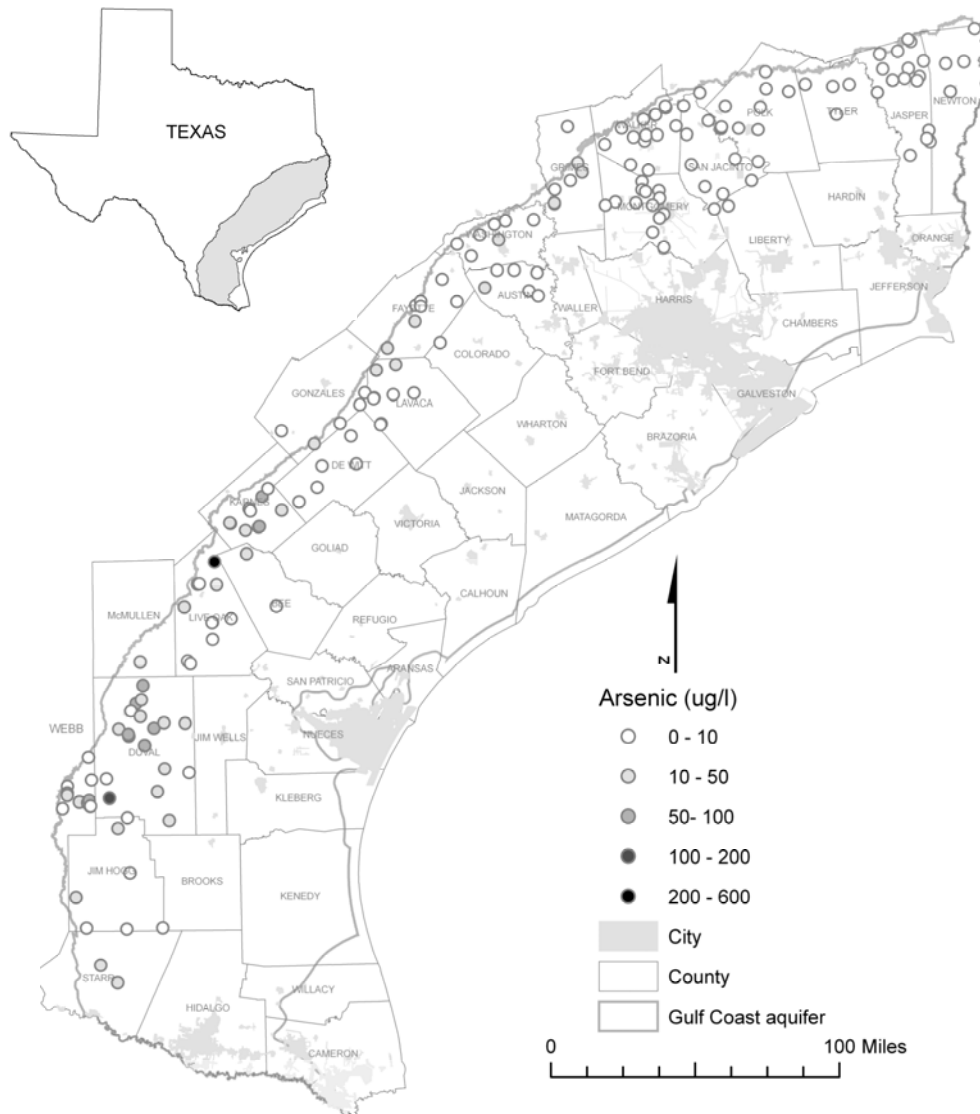 TEXAS
NEWTON
POLK
TYLER
JASPER
WALKER
GRIMES
SAN JACINTO
HARDIN
MONTGOMERY
WASHINGTON
LIBERTY
ORANGE
JEFFERSON
AUSTIN
WALLER
HARRIS
FAYETTE
CHAMBERS
COLORADO
FORT BEND
GONZALES
LAVACA
GALVESTON
WHARTON
BRAZORIA
DE WITT
JACKSON
KARNES
MATAGORDA
VICTORIA
GOLIAD
CALHOUN
McMULLEN
LIVE OAK
BEE
REFUGIO
N
ARANSAS
SAN PATRICIO
Arsenic (ug/l)
WEBB
JIM WELLS
NUECES
0 - 10
DUVAL
10 - 50
KLEBERG
50- 100
100 - 200
JIM HOGG
BROOKS
KENEDY
200 - 600
City
County
STARR
WILLACY
HIDALGO
Gulf Coast aquifer
CAMERON
0 100 Miles